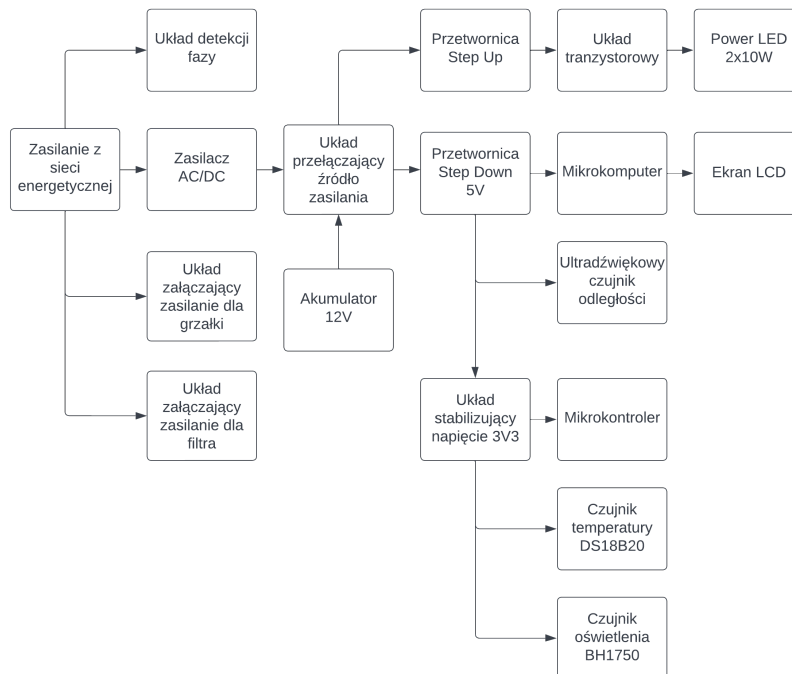 Układ detekcji
fazy
Przetwornica
Step Up
Układ
tranzystorowy
Power LED
2x10W
Zasilanie z
sieci
energetycznej
Zasilacz
AC/DC
Układ
przełączający
źródło
zasilania
Przetwornica
Step Down
5V
Mikrokomputer
Ekran LCD
Układ
załączający
zasilanie dla
grzałki
Akumulator
12V
Ultradźwiękowy
czujnik
odległości
Układ
załączający
zasilanie dla
filtra
Układ
stabilizujący
napięcie 3V3
Mikrokontroler
Czujnik
temperatury
DS18B20
Czujnik
oświetlenia
BH1750